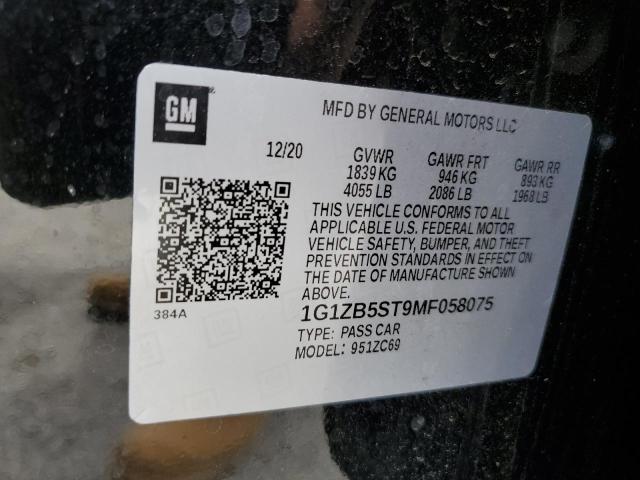 GM
MFD BY GENERAL MOTORS LLC
12/20 GVWR GAWR FRT GAWR RR
1839 KG 946 KG 893 KG
4055 LB 2086 LB 1968 LB
THIS VEHICLE CONFORMS TO ALL
APPLICABLE U.S. FEDERAL MOTOR
VEHICLE SAFETY, BUMPER, AND THEFT
PREVENTION STANDARDS IN EFFECT ON
THE DATE OF MANUFACTURE SHOWN
ABOVE.
384A
1G1ZB5ST9MF058075
TYPE: PASS CAR
MODEL: 951ZC69